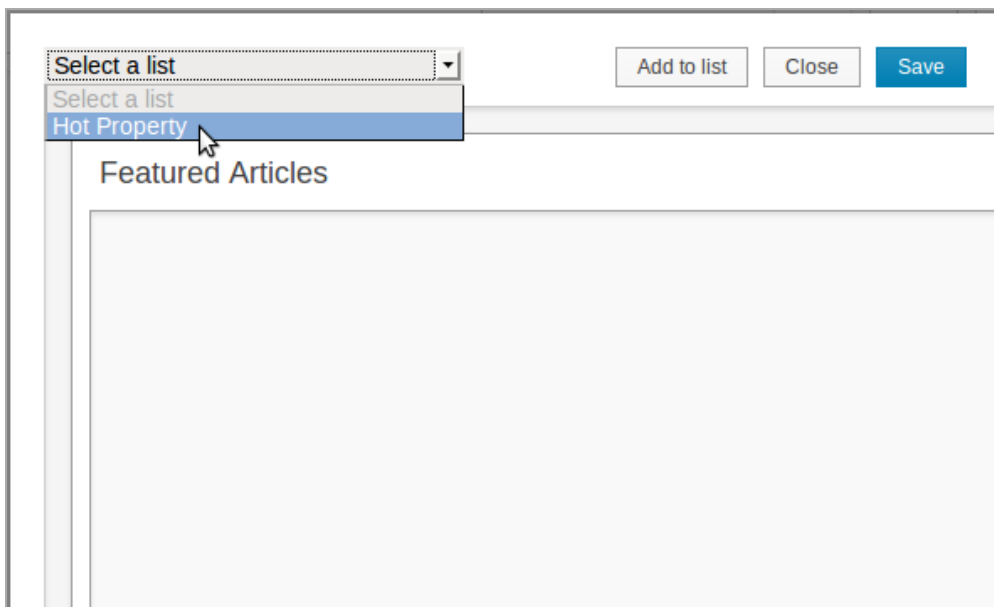 Select a list
Add to list
Close
Save
Select a list
Hot Property
Featured Articles